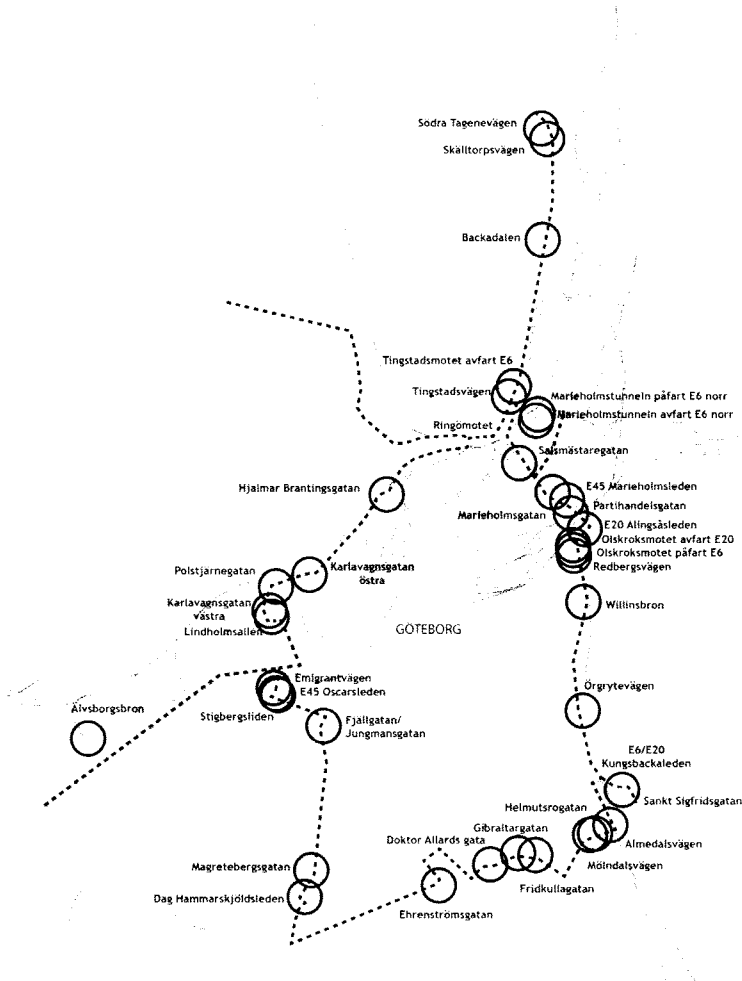 Södra Tagenevägen
Skälltorpsvägen
Backadalen
Tingstadsmotet avfart E6
Tingstadsvägen
Marieholmstunneln påfart E6 norr
Marieholmstunneln avfart E6 norr
Ringömotet
Salsmästaregatan
Hjalmar Brantingsgatan
E45 Marieholmsleden
Partihandelsgatan
Marieholmsgatan
E20 Alingsåsleden
Olskroksmotet avfart E20
Olskroksmotet påfart E6
Redbergsvägen
Polstjärnegatan
Karlavagnsgatan
östra
Karlavagnsgatan
västra
Lindholmsallén
Willinsbron
GÖTEBORG
Emigrantvägen
E45 Oscarsleden
Stigbergsliden
Älvsborgsbron
Fjällgatan/
Jungmansgatan
Örgrytevägen
E6/E20
Kungsbackaleden
Sankt Sigfridsgatan
Helmutsrogatan
Almedalsvägen
Mölndalsvägen
Gibraltargatan
Doktor Allards gata
Fridkullagatan
Magretebergsgatan
Dag Hammarskjöldsleden
Ehrenströmsgatan